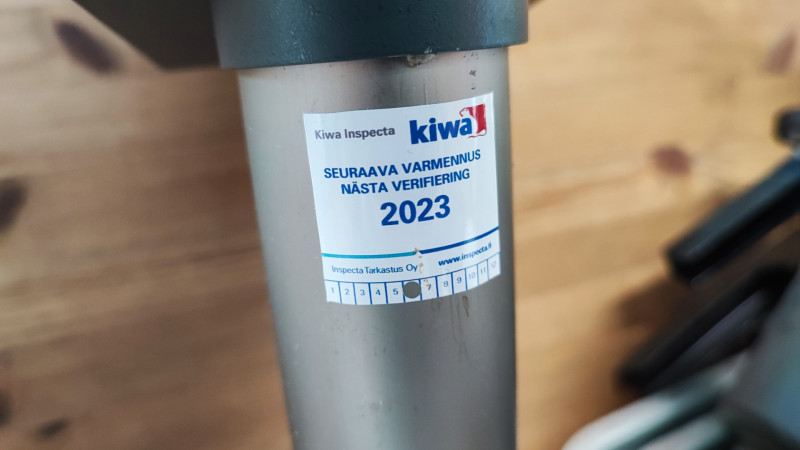 Kiwa Inspecta kiwa
SEURAAVA VARMENNUS
NÄSTA VERIFIERING
2023
Inspecta Tarkastus Oy www.inspecta.fi
1 2 3 4 5 7 8 9 10 11 12